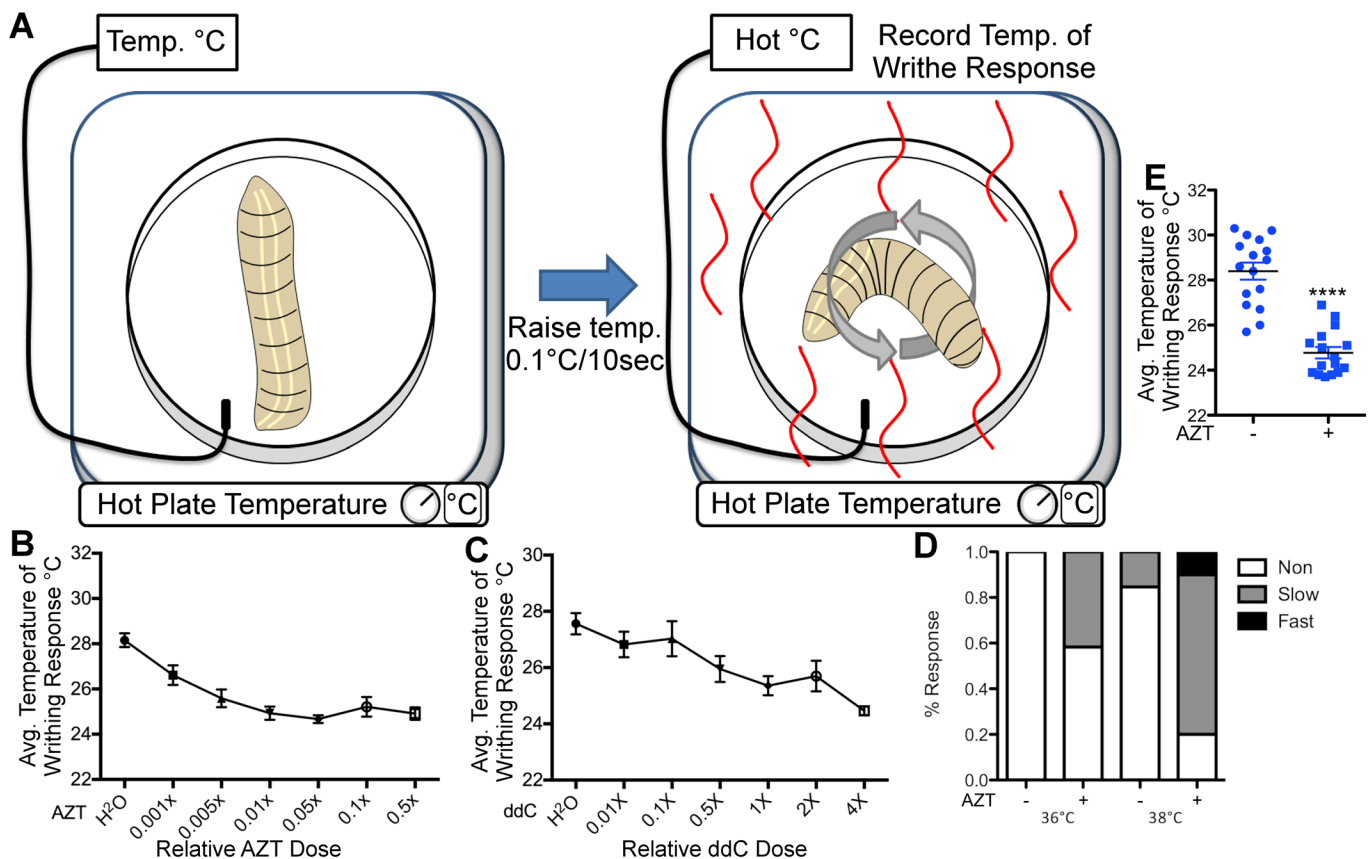 A
Temp. °C
Hot °C
Record Temp. of
Writhe Response
Raise temp.
0.1°C/10sec
Hot Plate Temperature
°C
Hot Plate Temperature
°C
E
Avg. Temperature of
Writhing Response °C
32
30
28
26
24
22
****
AZT
-
+
B
Avg. Temperature of
Writhing Response °C
32
30
28
26
24
22
AZT
H²O
0.001x
0.005x
0.01x
0.05x
0.1x
0.5x
Relative AZT Dose
C
Avg. Temperature of
Writhing Response °C
30
28
26
24
22
ddC
H²O
0.01X
0.1X
0.5X
1X
2X
4X
Relative ddC Dose
D
% Response
1.0
0.8
0.6
0.4
0.2
0.0
AZT
-
+
-
+
36°C
38°C
Non
Slow
Fast